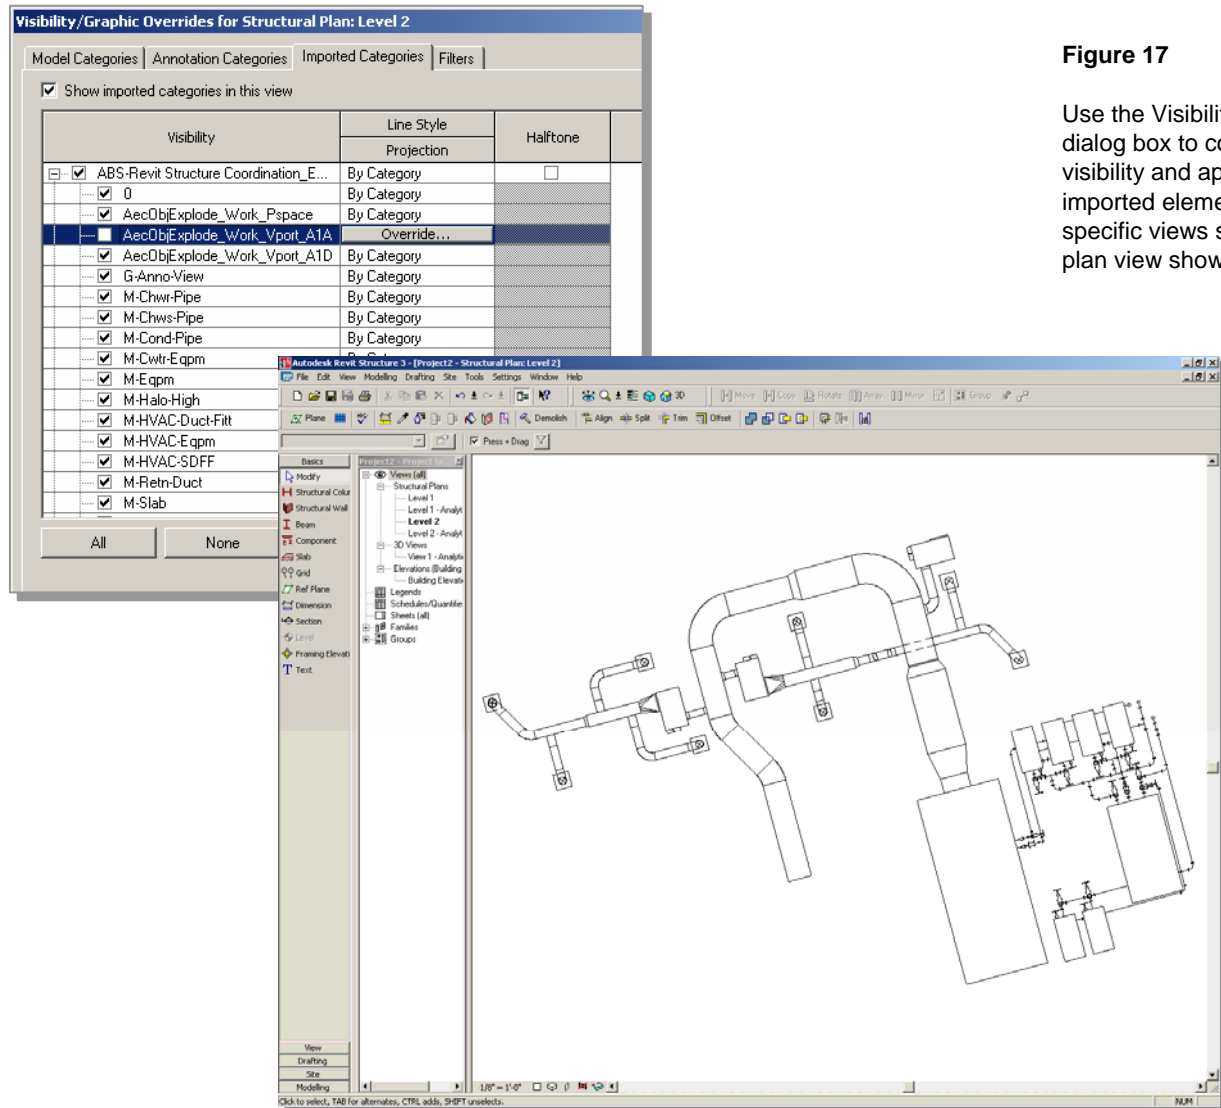 Visibility/Graphic Overrides for Structural Plan: Level 2
Model Categories
Annotation Categories
Imported Categories
Filters
Show imported categories in this view
Visibility
Line Style
Projection
Halftone
ABS-Revit Structure Coordination_E... By Category
0 By Category
AecObjExplode_Work_Pspace By Category
AecObjExplode_Work_Vport_A1A Override...
AecObjExplode_Work_Vport_A1D By Category
G-Anno-View By Category
M-Chwr-Pipe By Category
M-Chws-Pipe By Category
M-Cond-Pipe By Category
M-Cwtr-Eqpm
M-Eqpm
M-Halo-High
M-HVAC-Duct-Fitt
M-HVAC-Eqpm
M-HVAC-SDFF
M-Retn-Duct
M-Slab
All
None
Figure 17
Use the
dialog box to
visibility and
imported
specific views
plan view
Autodesk Revit Structure 3 - [Project2 - Structural Plan: Level 2]
File Edit View Modelling Drafting Site Tools Settings Window Help
3D
Move Copy Rotate Array Mirror Group
Plane
Demolish Align Split Trim Offset
Press + Drag
Basics
Modify
Structural Colu
Structural Wall
Beam
Component
Slab
Grid
Ref Plane
Dimension
Section
Level
Framing Elevati
Text
View
Drafting
Site
Modelling
Project2 - Project
Views (all)
Structural Plans
Level 1
Level 1 - Analyt
Level 2
Level 2 - Analyt
3D Views
View 1 - Analyti
Elevations (Building
Building Elevati
Legends
Schedules/Quantitie
Sheets (all)
Families
Groups
1/8" = 1'-0"
Click to select, TAB for alternates, CTRL adds, SHIFT unselects.
NUM